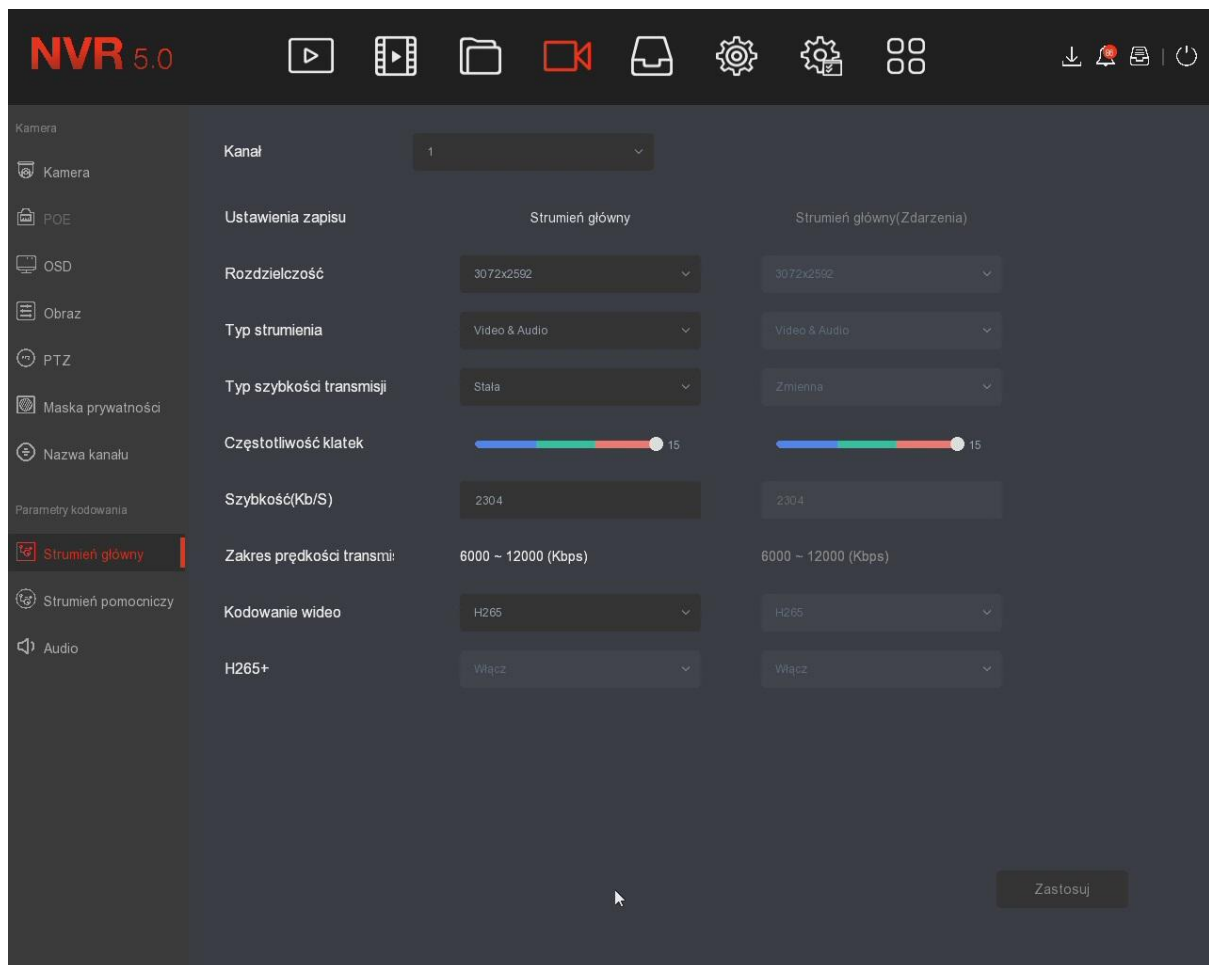 NVR 5.0
Kamera
Kamera
POE
OSD
Obraz
PTZ
Maska prywatności
Nazwa kanału
Parametry kodowania
Strumień główny
Strumień pomocniczy
Audio
Kanał 1
Ustawienia zapisu Strumień główny Strumień główny(Zdarzenia)
Rozdzielczość 3072x2592 3072x2592
Typ strumienia Video & Audio Video & Audio
Typ szybkości transmisji Stała Zmienna
Częstotliwość klatek 15 15
Szybkość(Kb/S) 2304 2304
Zakres prędkości transmi 6000 ~ 12000 (Kbps) 6000 ~ 12000 (Kbps)
Kodowanie wideo H265 H265
H265+ Włącz Włącz
Zastosuj